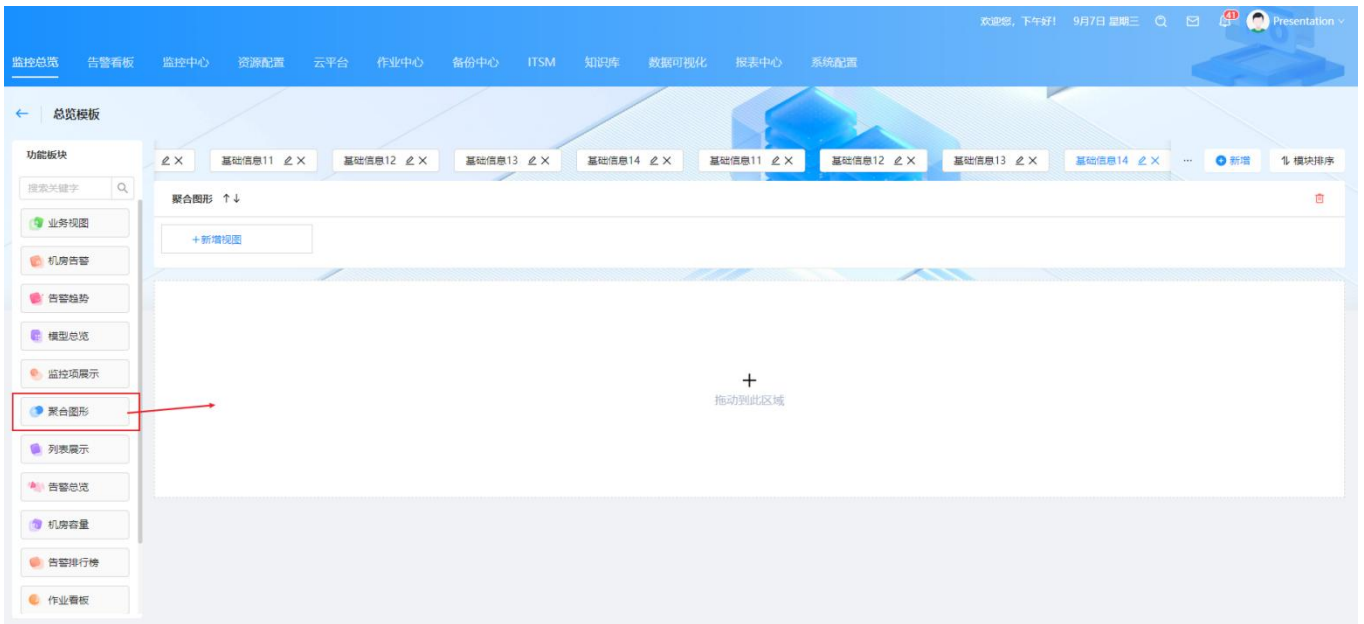 欢迎您，下午好! 9月7日 星期三 41 Presentation
监控总览 告警看板 监控中心 资源配置 云平台 作业中心 备份中心 ITSM 知识库 数据可视化 报表中心 系统配置
← 总览模板
功能板块
基础信息11 基础信息12 基础信息13 基础信息14 基础信息11 基础信息12 基础信息13 基础信息14 ··· 新增 模块排序
搜索关键字
聚合图形 ↑↓
业务视图
+新增视图
机房告警
告警趋势
模型总览
监控项展示
+
拖动到此区域
聚合图形
列表展示
告警总览
机房容量
告警排行榜
作业看板